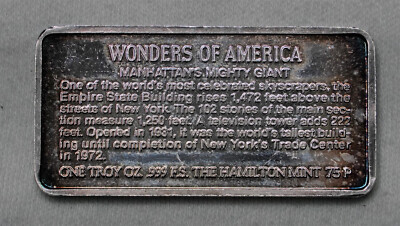 WONDERS OF AMERICA
MANHATTAN'S MIGHTY GIANT
One of the world's most celebrated skyscrapers, the
Empire State Building rises 1,472 feet above the
streets of New York. The 102 stories of the main sec-
tion measure 1,250 feet. A television tower adds 222
feet. Opened in 1931, it was the world's tallest build-
ing until completion of New York's Trade Center
in 1972.
ONE TROY OZ. .999 F.S. THE HAMILTON MINT 73-P